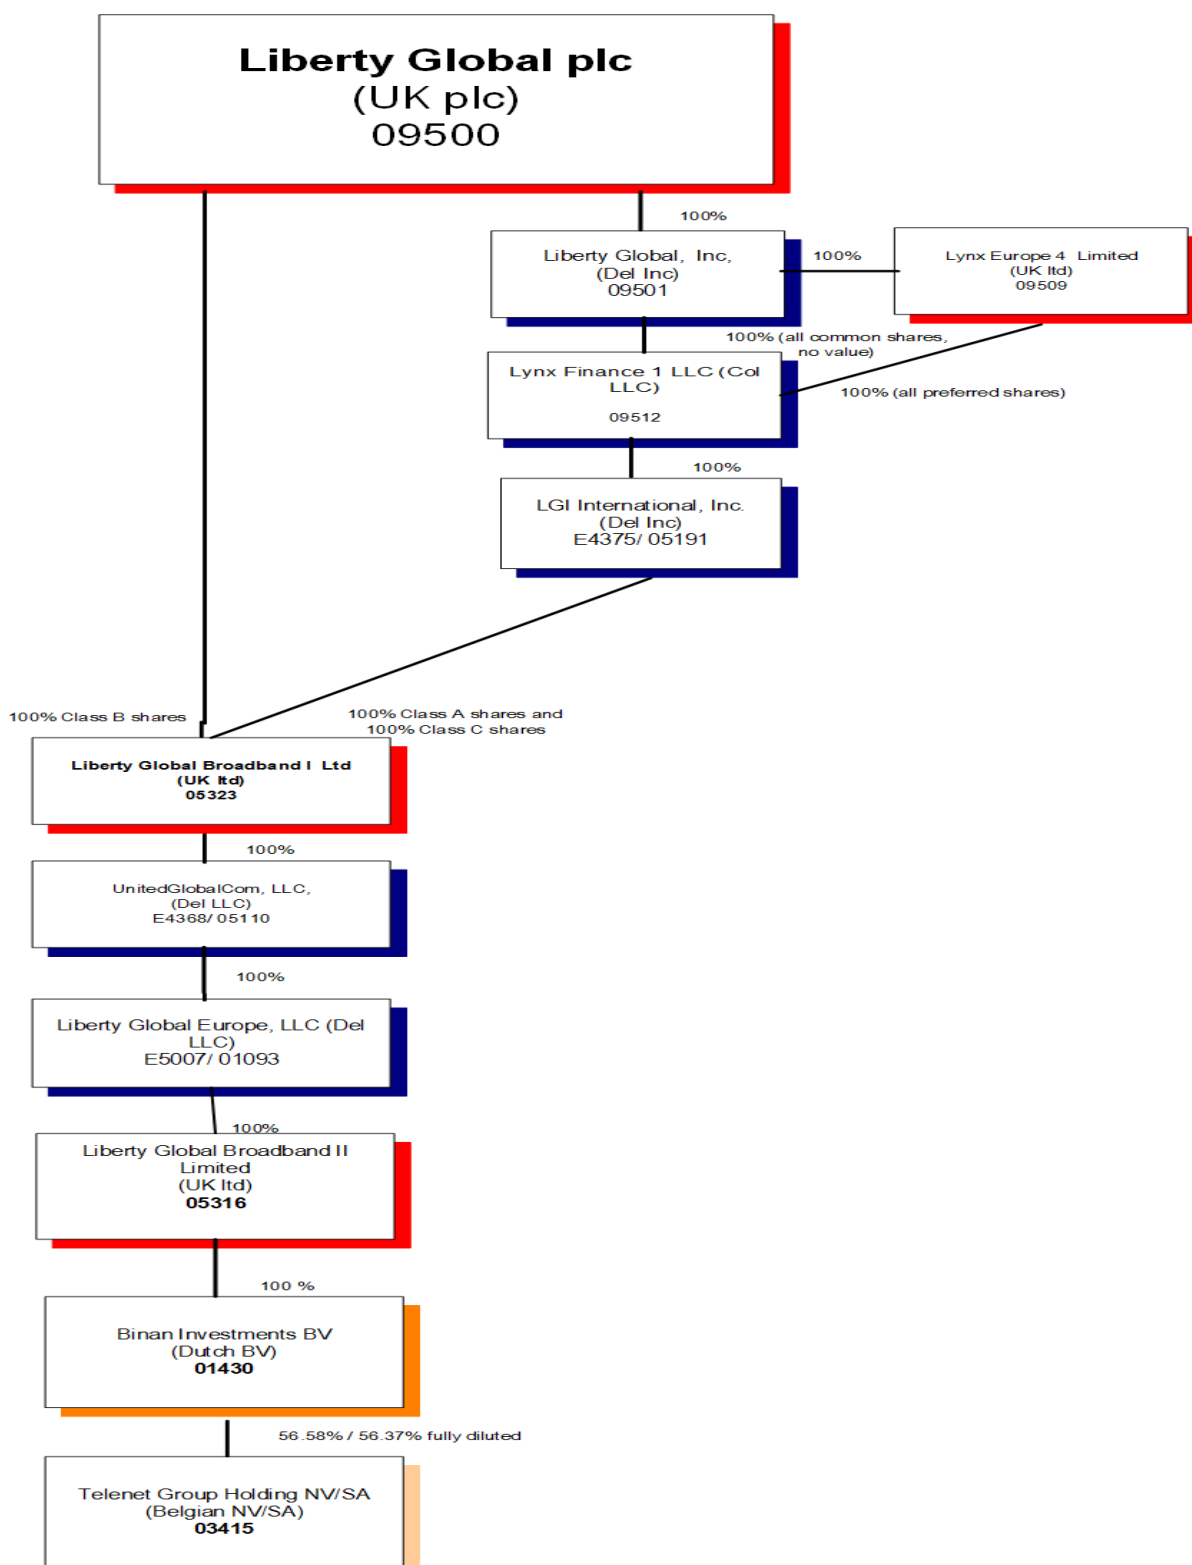 Liberty Global plc
(UK plc)
09500
100%
Liberty Global, Inc,
(Del Inc)
09501
100%
Lynx Europe 4 Limited
(UK ltd)
09509
100% (all common shares,
no value)
Lynx Finance 1 LLC (Col
LLC)
09512
100% (all preferred shares)
100%
LGI International, Inc.
(Del Inc)
E4375/ 05191
100% Class B shares
100% Class A shares and
100% Class C shares
Liberty Global Broadband I Ltd
(UK ltd)
05323
100%
UnitedGlobalCom, LLC,
(Del LLC)
E4368/ 05110
100%
Liberty Global Europe, LLC (Del
LLC)
E5007/ 01093
100%
Liberty Global Broadband II
Limited
(UK ltd)
05316
100 %
Binan Investments BV
(Dutch BV)
01430
56.58% / 56.37% fully diluted
Telenet Group Holding NV/SA
(Belgian NV/SA)
03415